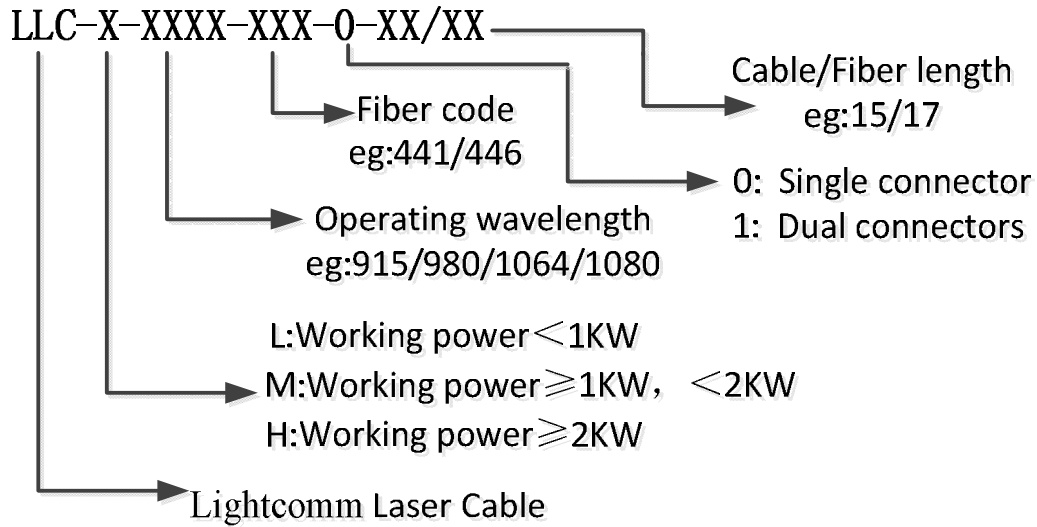 LLC-X-XXXX-XXX-0-XX/XX
Cable/Fiber length
eg:15/17
Fiber code
eg:441/446
0: Single connector
1: Dual connectors
Operating wavelength
eg:915/980/1064/1080
L:Working power<1KW
M:Working power≥1KW, <2KW
H:Working power≥2KW
Lightcomm Laser Cable